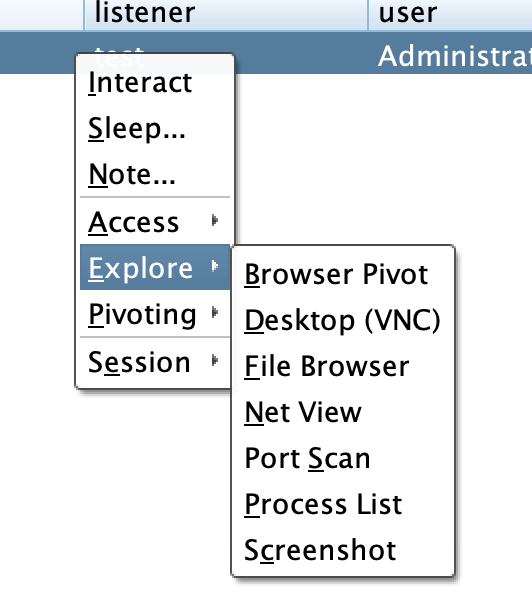 listener user
test Administrat
Interact
Sleep...
Note...
Access
Explore
Pivoting
Session
Browser Pivot
Desktop (VNC)
File Browser
Net View
Port Scan
Process List
Screenshot